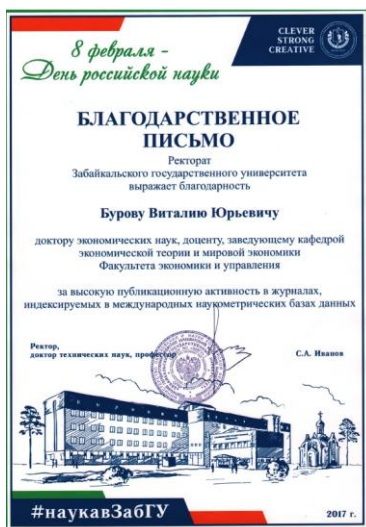 8 февраля –
День российской науки
CLEVER
STRONG
CREATIVE
БЛАГОДАРСТВЕННОЕ
ПИСЬМО
Ректорат
Забайкальского государственного университета
выражает благодарность
Бурову Виталию Юрьевичу
доктору экономических наук, доценту, заведующему кафедрой
экономической теории и мировой экономики
Факультета экономики и управления
за высокую публикационную активность в журналах,
индексируемых в международных наукометрических базах данных
Ректор,
доктор технических наук, профессор
С.А. Иванов
#наукавЗабГУ
2017 г.